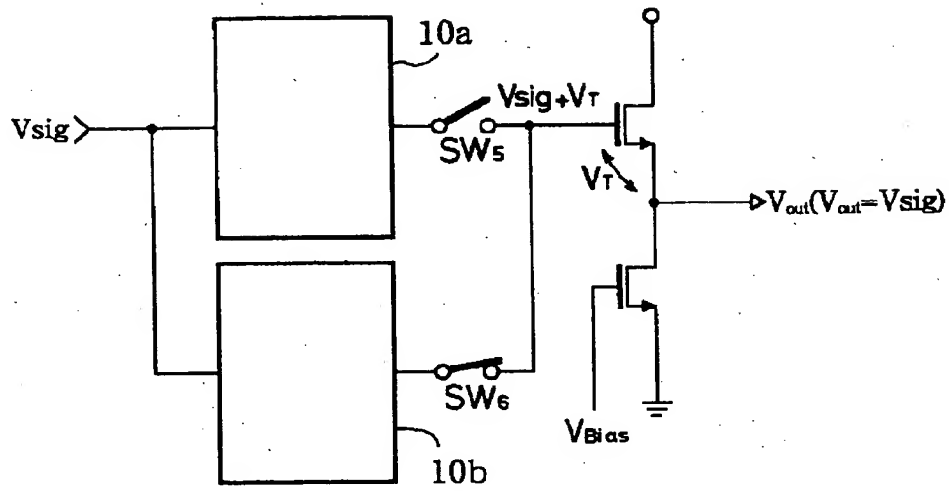 10a
Vsig+VT
Vsig
SW5
VT
Vout(Vout=Vsig)
SW6
VBias
10b